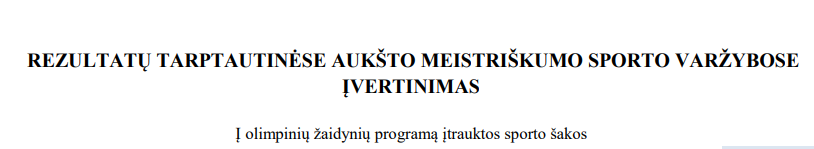 REZULTATŲ TARPTAUTINĖSE AUKŠTO MEISTRIŠKUMO SPORTO VARŽYBOSE
ĮVERTINIMAS
Į olimpinių žaidynių programą įtrauktos sporto šakos